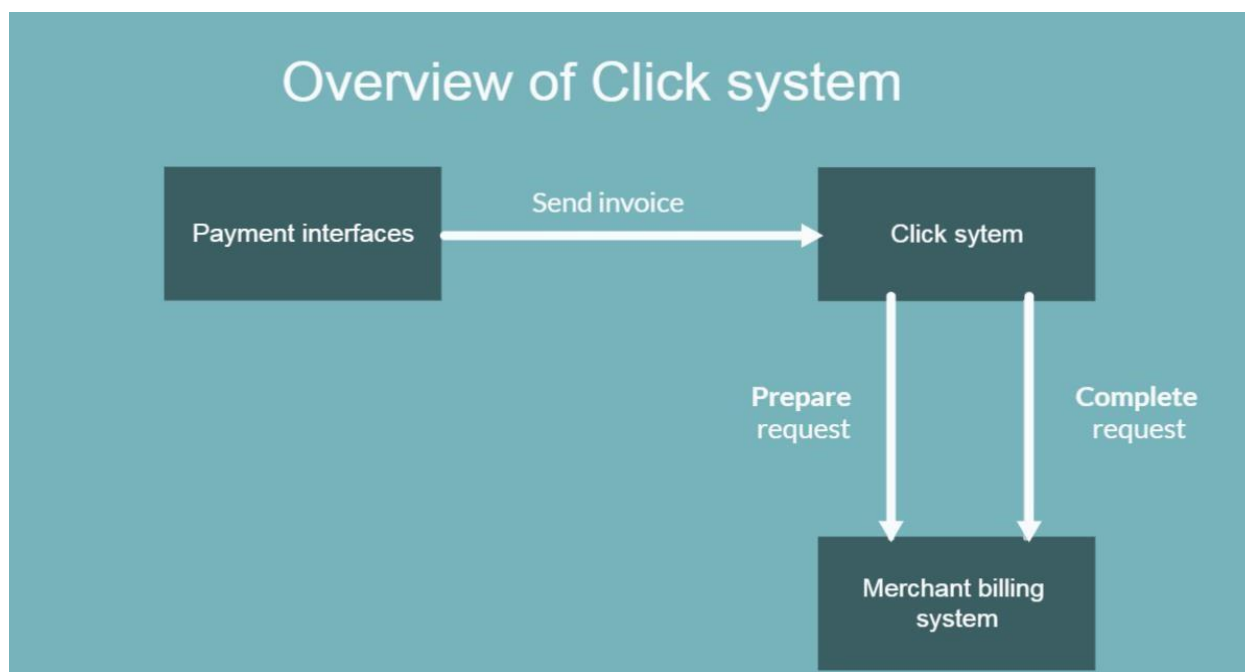 Overview of Click system
Payment interfaces
Send invoice
Click sytem
Prepare
request
Complete
request
Merchant billing
system